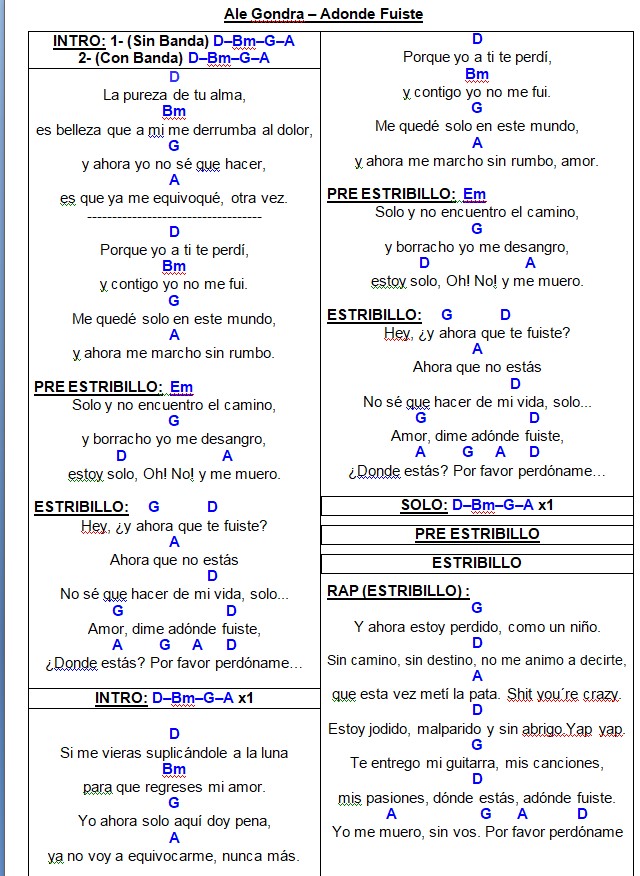 Ale Gondra – Adonde Fuiste
INTRO: 1- (Sin Banda) D–Bm–G–A
2- (Con Banda) D–Bm–G–A
D
La pureza de tu alma,
Bm
es belleza que a mi me derrumba al dolor,
G
y ahora yo no sé que hacer,
A
es que ya me equivoqué, otra vez.
-----------------------------------
D
Porque yo a ti te perdí,
Bm
y contigo yo no me fui.
G
Me quedé solo en este mundo,
A
y ahora me marcho sin rumbo.
PRE ESTRIBILLO: Em
Solo y no encuentro el camino,
G
y borracho yo me desangro,
D A
estoy solo, Oh! No! y me muero.
ESTRIBILLO: G D
Hey, ¿y ahora que te fuiste?
A
Ahora que no estás
D
No sé que hacer de mi vida, solo...
G D
Amor, dime adónde fuiste,
A G A D
¿Donde estás? Por favor perdóname…
INTRO: D–Bm–G–A x1
D
Si me vieras suplicándole a la luna
Bm
para que regreses mi amor.
G
Yo ahora solo aquí doy pena,
A
ya no voy a equivocarme, nunca más.
D
Porque yo a ti te perdí,
Bm
y contigo yo no me fui.
G
Me quedé solo en este mundo,
A
y ahora me marcho sin rumbo, amor.
PRE ESTRIBILLO: Em
Solo y no encuentro el camino,
G
y borracho yo me desangro,
D A
estoy solo, Oh! No! y me muero.
ESTRIBILLO: G D
Hey, ¿y ahora que te fuiste?
A
Ahora que no estás
D
No sé que hacer de mi vida, solo...
G D
Amor, dime adónde fuiste,
A G A D
¿Donde estás? Por favor perdóname…
SOLO: D–Bm–G–A x1
PRE ESTRIBILLO
ESTRIBILLO
RAP (ESTRIBILLO) :
G
Y ahora estoy perdido, como un niño.
D
Sin camino, sin destino, no me animo a decirte,
A
que esta vez metí la pata. Shit you´re crazy.
D
Estoy jodido, malparido y sin abrigo.Yap yap.
G
Te entrego mi guitarra, mis canciones,
D
mis pasiones, dónde estás, adónde fuiste.
A G A D
Yo me muero, sin vos. Por favor perdóname